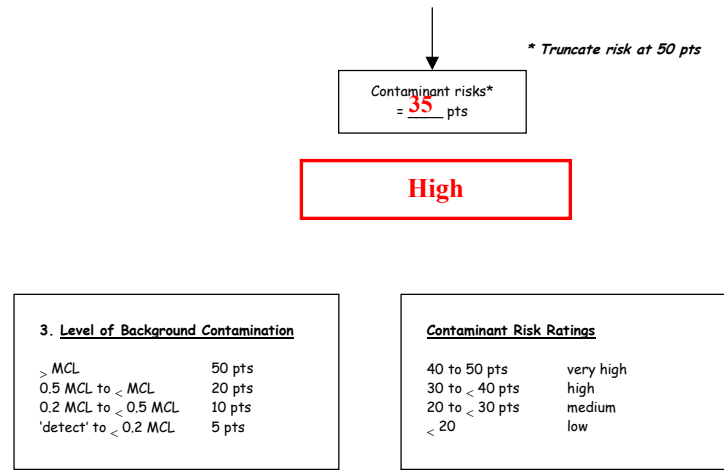 * Truncate risk at 50 pts
Contaminant risks*
= 35 pts
High
3. Level of Background Contamination
> MCL 50 pts
0.5 MCL to < MCL 20 pts
0.2 MCL to < 0.5 MCL 10 pts
‘detect’ to < 0.2 MCL 5 pts
Contaminant Risk Ratings
40 to 50 pts very high
30 to < 40 pts high
20 to < 30 pts medium
< 20 low